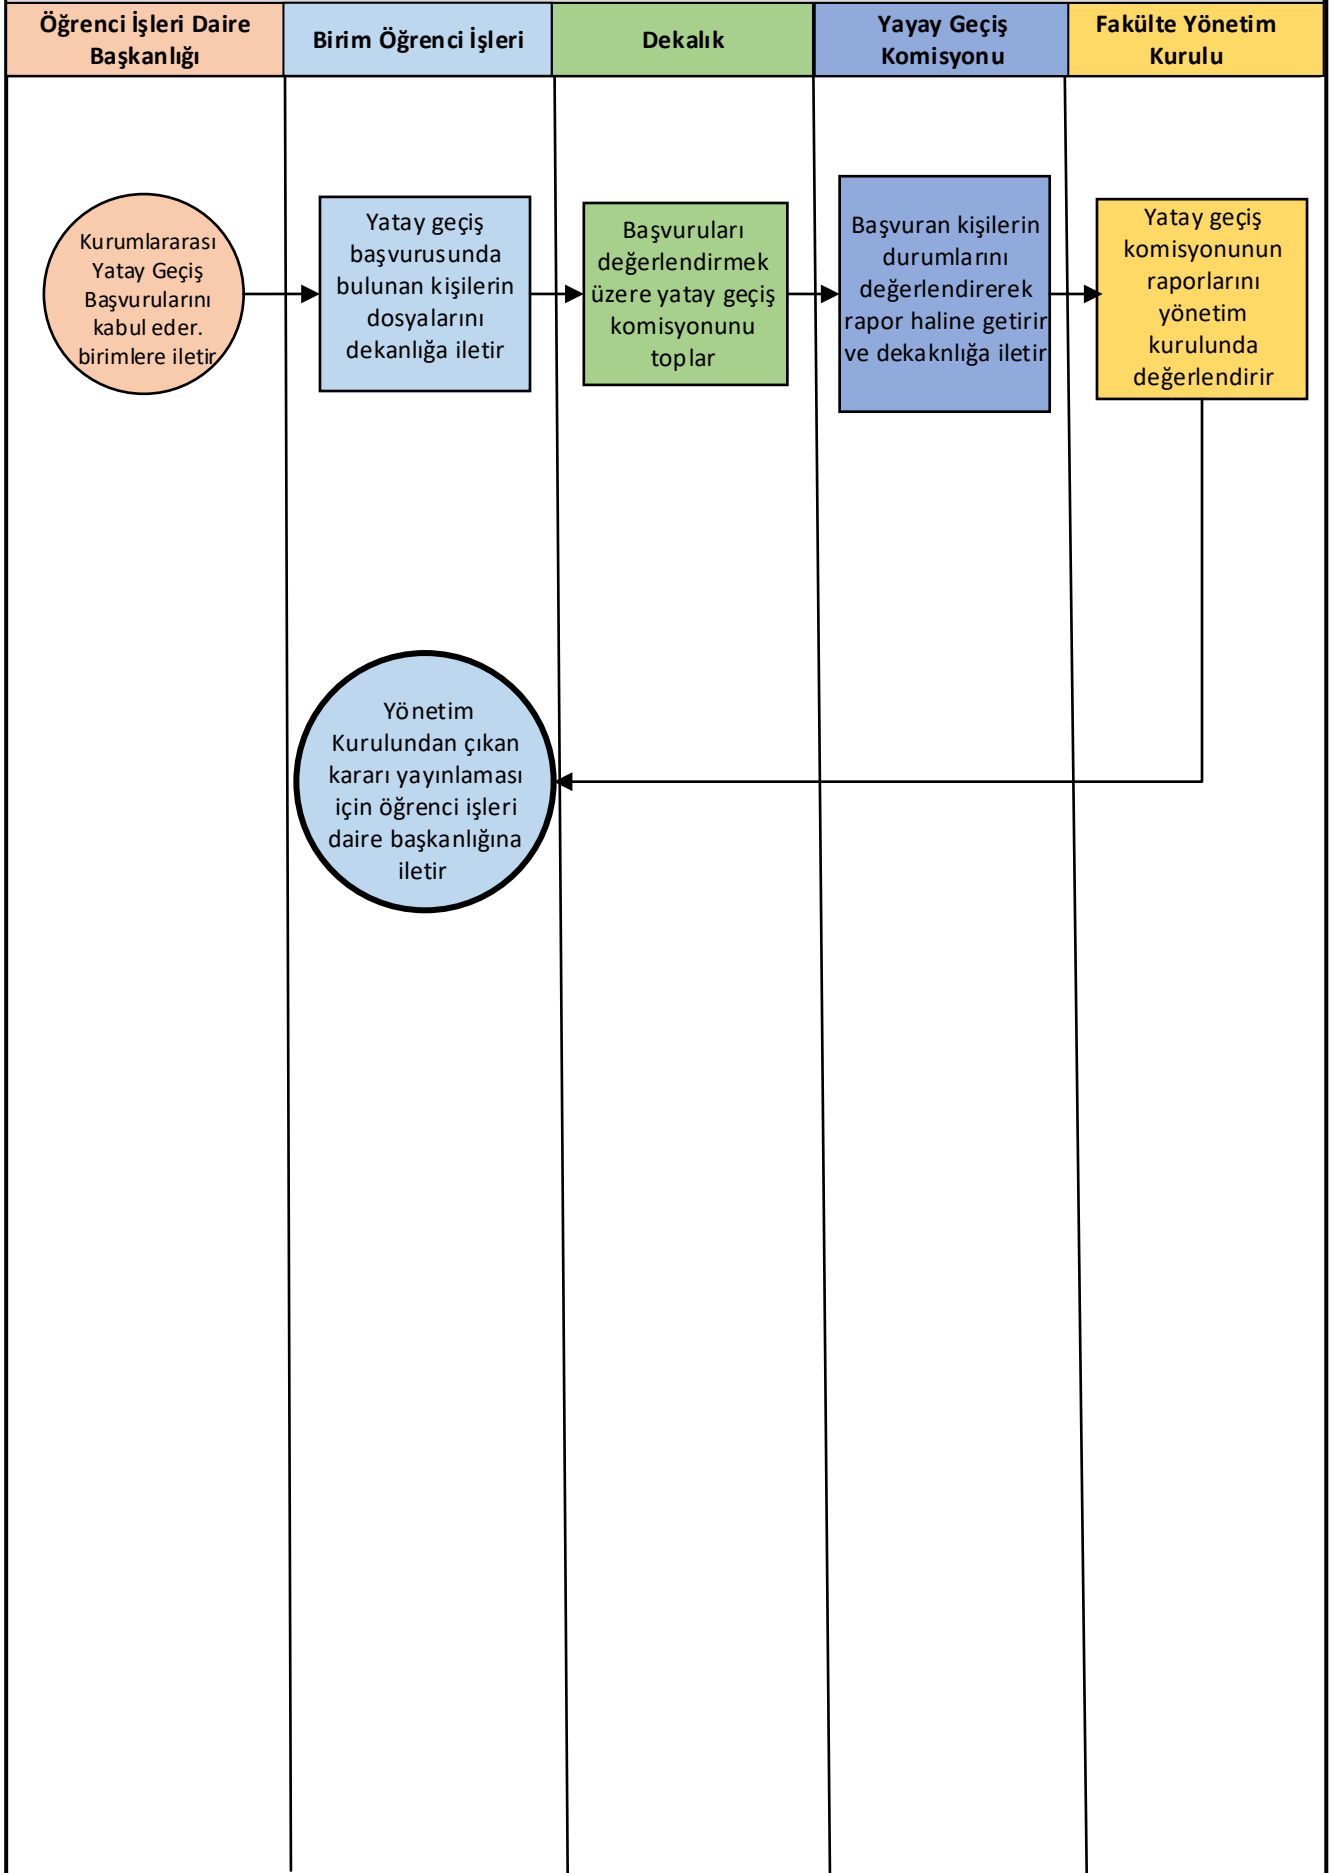 Öğrenci İşleri Daire
Başkanlığı
Birim Öğrenci İşleri
Dekalık
Yayay Geçiş
Komisyonu
Fakülte Yönetim
Kurulu
Kurumlararası
Yatay Geçiş
Başvurularını
kabul eder.
birimlere iletir
Yatay geçiş
başvurusunda
bulunan kişilerin
dosyalarını
dekanlığa iletir
Başvuruları
değerlendirmek
üzere yatay geçiş
komisyonunu
toplar
Başvuran kişilerin
durumlarını
değerlendirerek
rapor haline getirir
ve dekaknlığa iletir
Yatay geçiş
komisyonunun
raporlarını
yönetim
kurulunda
değerlendirir
Yönetim
Kurulundan çıkan
kararı yayınlaması
için öğrenci işleri
daire başkanlığına
iletir